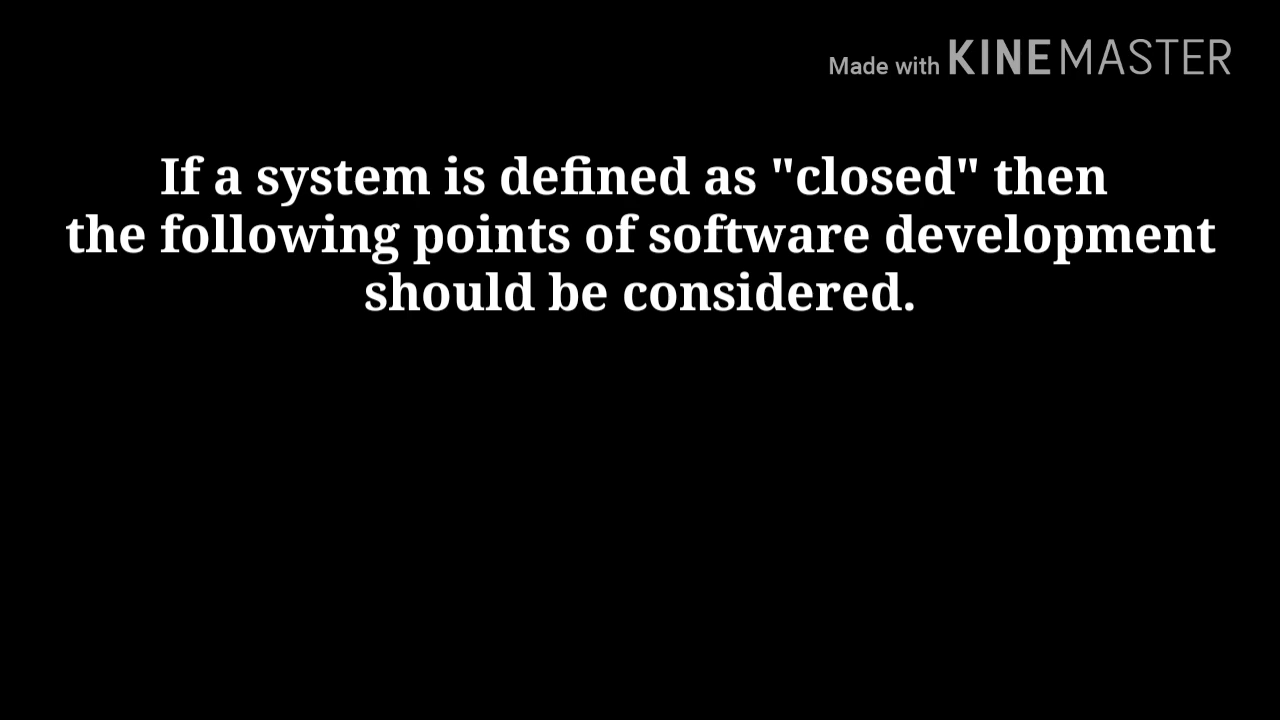 Made with KINEMASTER
If a system is defined as "closed" then
the following points of software development
should be considered.